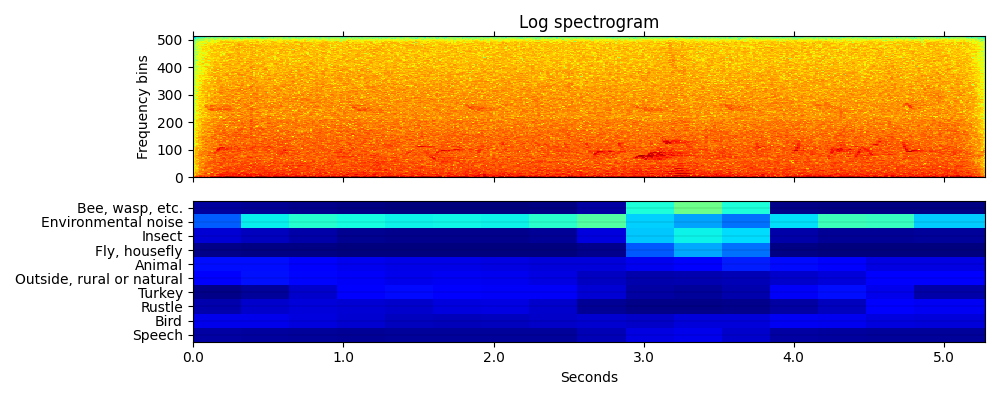 Log spectrogram
Frequency bins
500
400
300
200
100
0
Bee, wasp, etc.
Environmental noise
Insect
Fly, housefly
Animal
Outside, rural or natural
Turkey
Rustle
Bird
Speech
0.0 1.0 2.0 3.0 4.0 5.0
Seconds